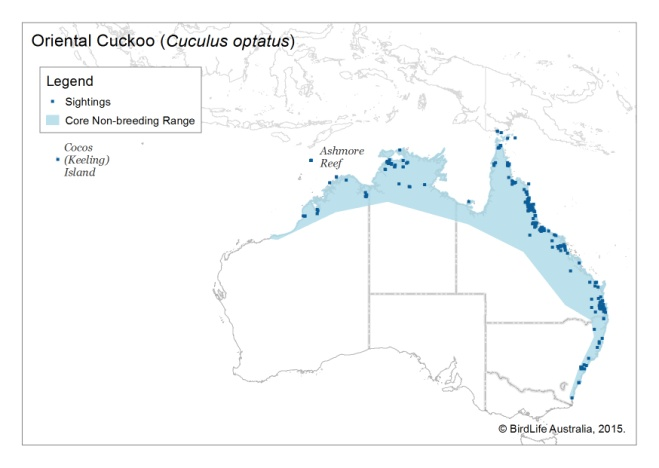 Oriental Cuckoo (Cuculus optatus)
Legend
Sightings
Core Non-breeding Range
Cocos
(Keeling)
Island
Ashmore
Reef
© BirdLife Australia, 2015.